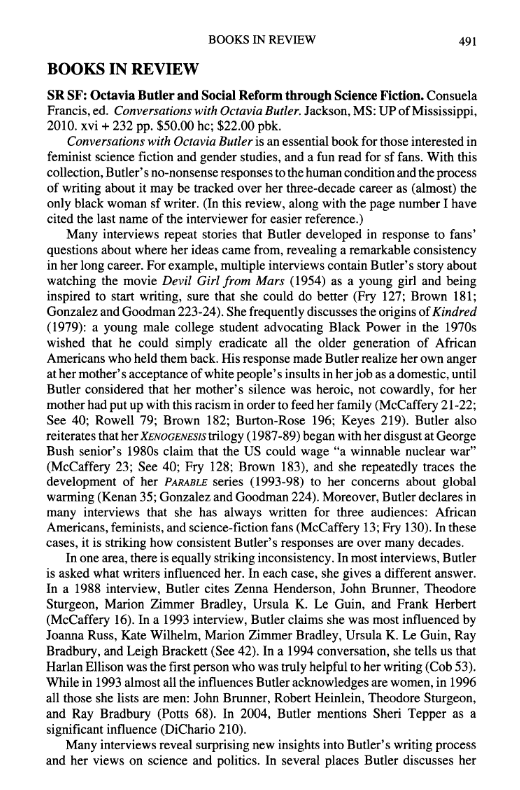 BOOKS IN REVIEW 491
BOOKS IN REVIEW
SR SF: Octavia Butler and Social Reform through Science Fiction. Consuela
Francis, ed. Conversations with Octavia Butler. Jackson, MS: UP of Mississippi,
2010. xvi + 232 pp. $50.00 hc; $22.00 pbk.
Conversations with Octavia Butler is an essential book for those interested in
feminist science fiction and gender studies, and a fun read for sf fans. With this
collection, Butler's no-nonsense responses to the human condition and the process
of writing about it may be tracked over her three-decade career as (almost) the
only black woman sf writer. (In this review, along with the page number I have
cited the last name of the interviewer for easier reference.)
Many interviews repeat stories that Butler developed in response to fans'
questions about where her ideas came from, revealing a remarkable consistency
in her long career. For example, multiple interviews contain Butler's story about
watching the movie Devil Girl from Mars (1954) as a young girl and being
inspired to start writing, sure that she could do better (Fry 127; Brown 181;
Gonzalez and Goodman 223-24). She frequently discusses the origins of Kindred
(1979): a young male college student advocating Black Power in the 1970s
wished that he could simply eradicate all the older generation of African
Americans who held them back. His response made Butler realize her own anger
at her mother's acceptance of white people's insults in her job as a domestic, until
Butler considered that her mother's silence was heroic, not cowardly, for her
mother had put up with this racism in order to feed her family (McCaffery 21-22;
See 40; Rowell 79; Brown 182; Burton-Rose 196; Keyes 219). Butler also
reiterates that her XENOGENESIS trilogy (1987-89) began with her disgust at George
Bush senior's 1980s claim that the US could wage "a winnable nuclear war"
(McCaffery 23; See 40; Fry 128; Brown 183), and she repeatedly traces the
development of her PARABLE series (1993-98) to her concerns about global
warming (Kenan 35; Gonzalez and Goodman 224). Moreover, Butler declares in
many interviews that she has always written for three audiences: African
Americans, feminists, and science-fiction fans (McCaffery 13; Fry 130). In these
cases, it is striking how consistent Butler's responses are over many decades.
In one area, there is equally striking inconsistency. In most interviews, Butler
is asked what writers influenced her. In each case, she gives a different answer.
In a 1988 interview, Butler cites Zenna Henderson, John Brunner, Theodore
Sturgeon, Marion Zimmer Bradley, Ursula K. Le Guin, and Frank Herbert
(McCaffery 16). In a 1993 interview, Butler claims she was most influenced by
Joanna Russ, Kate Wilhelm, Marion Zimmer Bradley, Ursula K. Le Guin, Ray
Bradbury, and Leigh Brackett (See 42). In a 1994 conversation, she tells us that
Harlan Ellison was the first person who was truly helpful to her writing (Cob 53).
While in 1993 almost all the influences Butler acknowledges are women, in 1996
all those she lists are men: John Brunner, Robert Heinlein, Theodore Sturgeon,
and Ray Bradbury (Potts 68). In 2004, Butler mentions Sheri Tepper as a
significant influence (DiChario 210).
Many interviews reveal surprising new insights into Butler's writing process
and her views on science and politics. In several places Butler discusses her